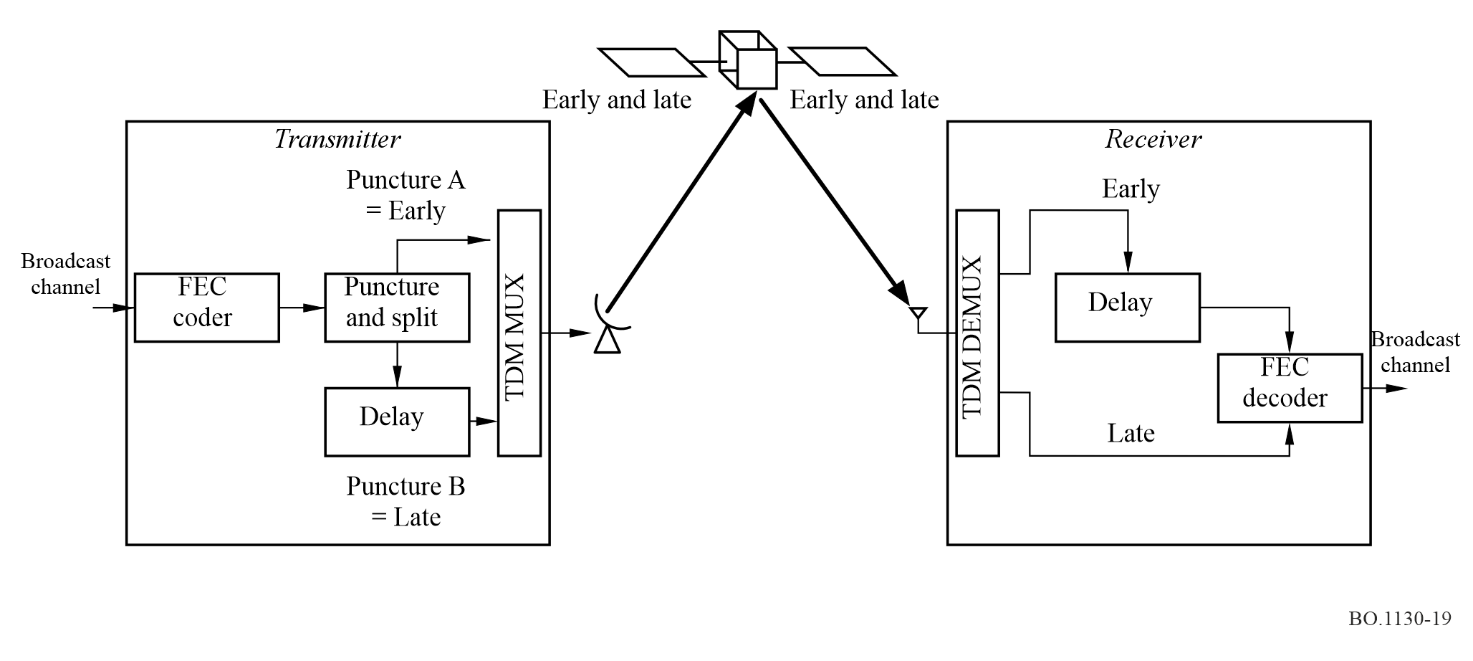 Early and late
Early and late
Transmitter
Puncture A
= Early
Broadcast
channel
FEC
coder
Puncture
and split
TDM MUX
Delay
Puncture B
= Late
Receiver
Early
TDM DEMUX
Delay
FEC
decoder
Broadcast
channel
Late
BO.1130-19